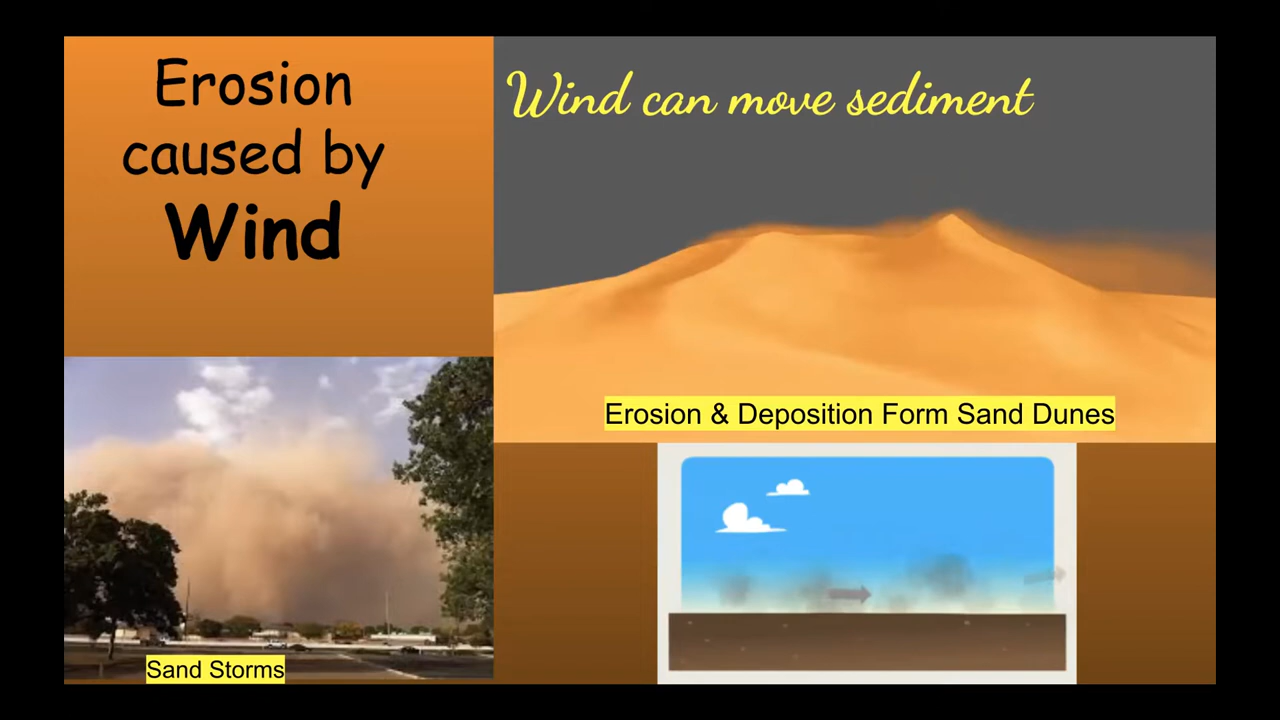 Erosion
caused by
Wind
Wind can move sediment
Erosion & Deposition Form Sand Dunes
Sand Storms